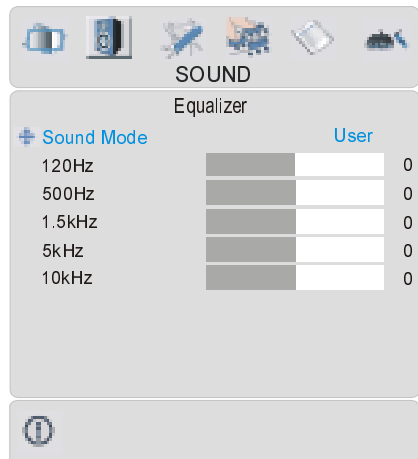 SOUND
Equalizer
Sound Mode User
120Hz 0
500Hz 0
1.5kHz 0
5kHz 0
10kHz 0